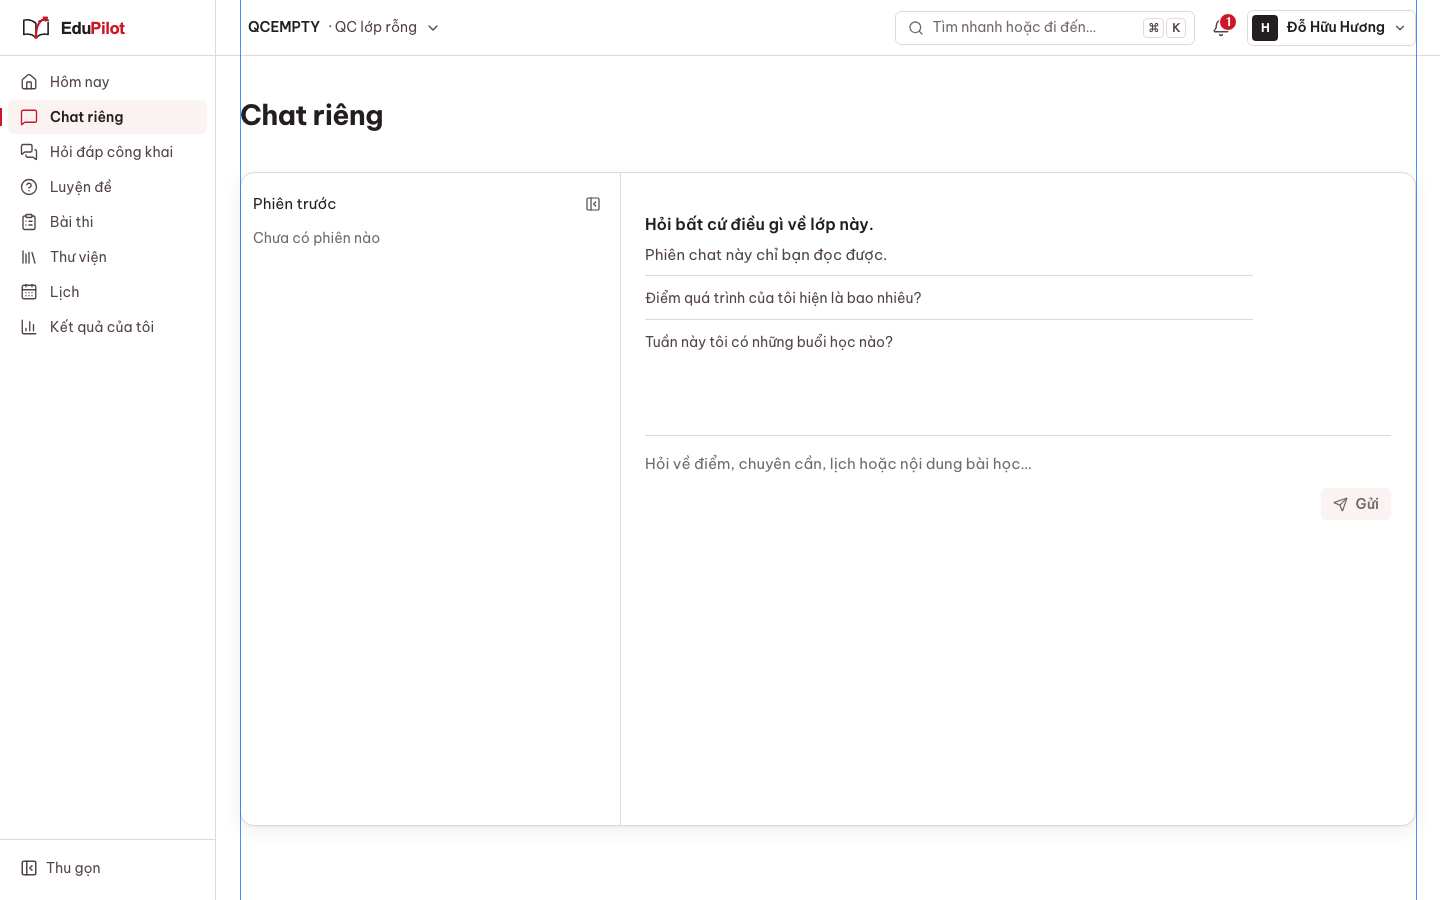 EduPilot
QCEMPTY · QC lớp rỗng
Tìm nhanh hoặc đi đến...
⌘ K
1
H
Đỗ Hữu Hương
Hôm nay
Chat riêng
Hỏi đáp công khai
Luyện đề
Bài thi
Thư viện
Lịch
Kết quả của tôi
Thu gọn
Chat riêng
Phiên trước
Chưa có phiên nào
Hỏi bất cứ điều gì về lớp này.
Phiên chat này chỉ bạn đọc được.
Điểm quá trình của tôi hiện là bao nhiêu?
Tuần này tôi có những buổi học nào?
Hỏi về điểm, chuyên cần, lịch hoặc nội dung bài học...
Gửi